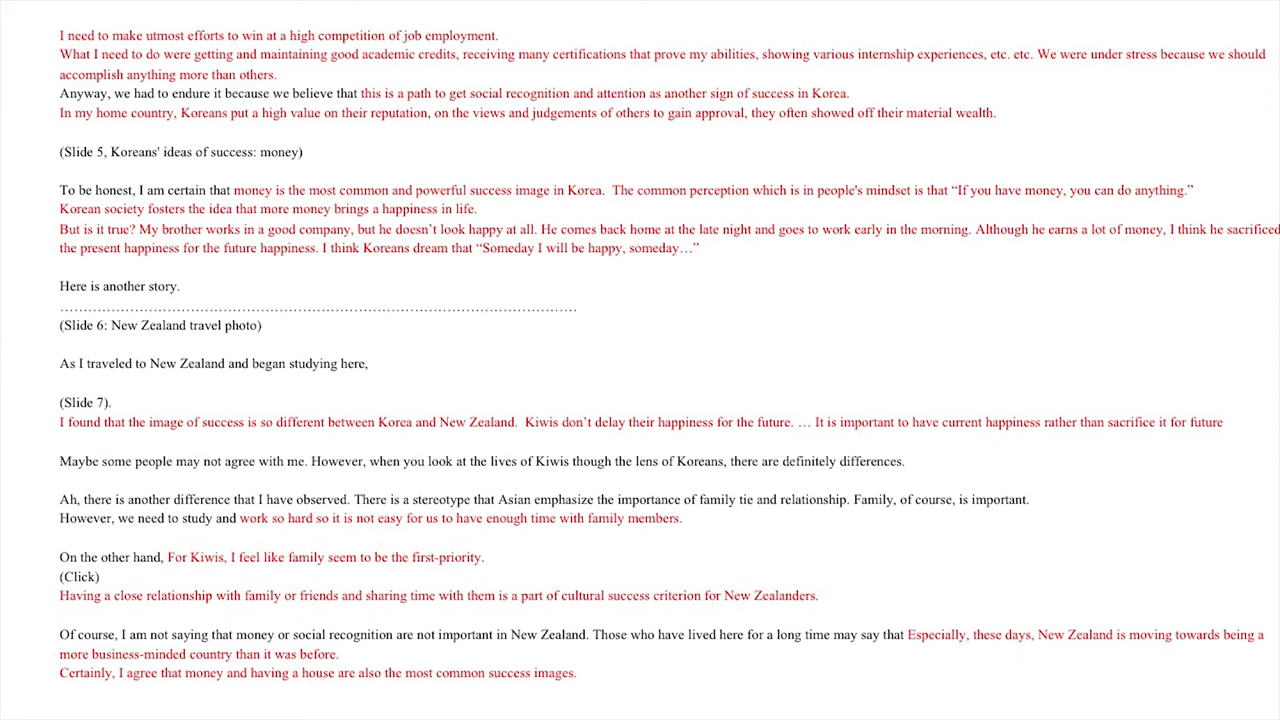 I need to make utmost efforts to win at a high competition of job employment.
What I need to do were getting and maintaining good academic credits, receiving many certifications that prove my abilities, showing various internship experiences, etc. etc. We were under stress because we should
accomplish anything more than others.
Anyway, we had to endure it because we believe that this is a path to get social recognition and attention as another sign of success in Korea.
In my home country, Koreans put a high value on their reputation, on the views and judgements of others to gain approval, they often showed off their material wealth.
(Slide 5, Koreans' ideas of success: money)
To be honest, I am certain that money is the most common and powerful success image in Korea.  The common perception which is in people's mindset is that “If you have money, you can do anything.”
Korean society fosters the idea that more money brings a happiness in life.
But is it true? My brother works in a good company, but he doesn’t look happy at all. He comes back home at the late night and goes to work early in the morning. Although he earns a lot of money, I think he sacrificed
the present happiness for the future happiness. I think Koreans dream that “Someday I will be happy, someday…”
Here is another story.
……………………………………………………………………………………………
(Slide 6: New Zealand travel photo)
As I traveled to New Zealand and began studying here,
(Slide 7).
I found that the image of success is so different between Korea and New Zealand.  Kiwis don’t delay their happiness for the future. … It is important to have current happiness rather than sacrifice it for future
Maybe some people may not agree with me. However, when you look at the lives of Kiwis though the lens of Koreans, there are definitely differences.
Ah, there is another difference that I have observed. There is a stereotype that Asian emphasize the importance of family tie and relationship. Family, of course, is important.
However, we need to study and work so hard so it is not easy for us to have enough time with family members.
On the other hand, For Kiwis, I feel like family seem to be the first-priority.
(Click)
Having a close relationship with family or friends and sharing time with them is a part of cultural success criterion for New Zealanders.
Of course, I am not saying that money or social recognition are not important in New Zealand. Those who have lived here for a long time may say that Especially, these days, New Zealand is moving towards being a
more business-minded country than it was before.
Certainly, I agree that money and having a house are also the most common success images.